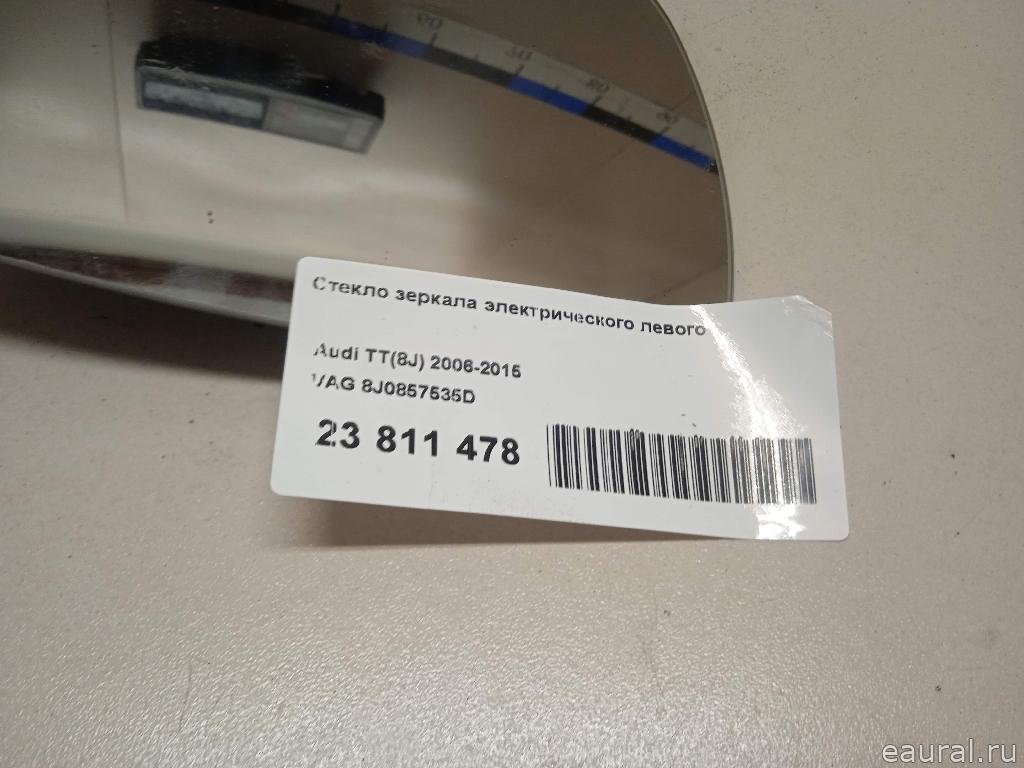 Стекло зеркала электрического левого
Audi TT(8J) 2006-2015
VAG 8J0857535D
23 811 478
eaural.ru